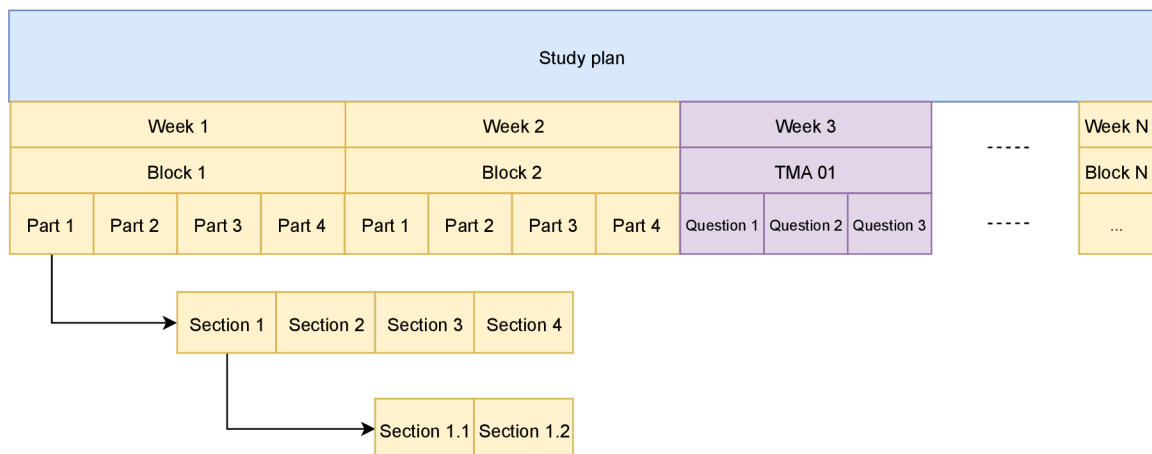 Study plan
Week 1 Week 2 Week 3 ----- Week N
Block 1 Block 2 TMA 01 Block N
Part 1 Part 2 Part 3 Part 4 Part 1 Part 2 Part 3 Part 4 Question 1 Question 2 Question 3 ----- ...
Section 1 Section 2 Section 3 Section 4
Section 1.1 Section 1.2